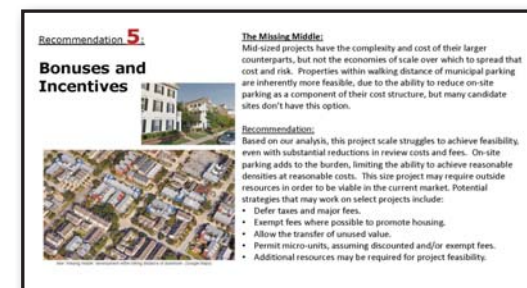 Recommendation 5:
Bonuses and
Incentives
The Missing Middle:
Mid-sized projects have the complexity and cost of their larger
counterparts, but not the economies of scale over which to spread that
cost and risk. Properties within walking distance of municipal parking
are inherently more feasible, due to the ability to reduce on-site
parking as a component of their cost structure, but many candidate
sites don't have this option.
Recommendation:
Based on our analysis, this project scale struggles to achieve feasibility,
even with substantial reductions in review costs and fees. On-site
parking adds to the burden, limiting the ability to achieve reasonable
densities at reasonable costs. This size project may require outside
resources in order to be viable in the current market. Potential
strategies that may work on select projects include:
• Defer taxes and major fees.
• Exempt fees where possible to promote housing.
• Allow the transfer of unused value.
• Permit micro-units, assuming discounted and/or exempt fees.
• Additional resources may be required for project feasibility.